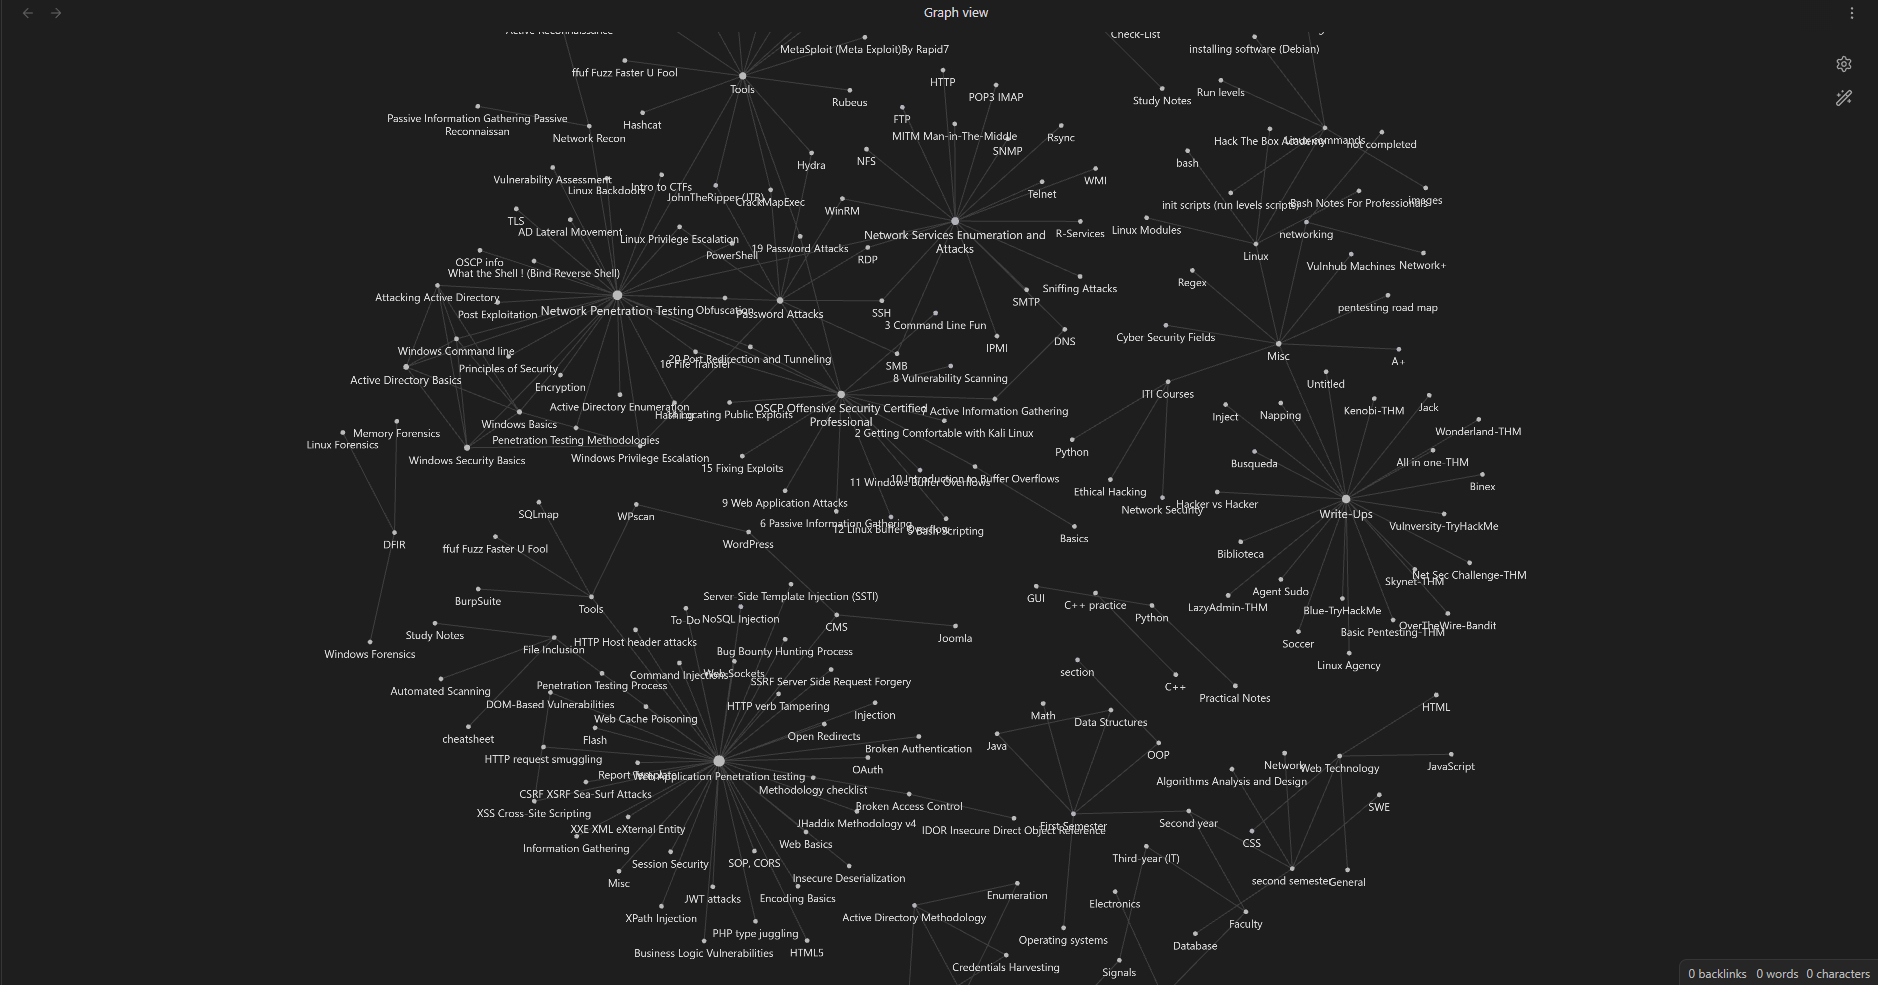 Graph view
Active Reconnaissance
Check-List
MetaSploit (Meta Exploit)By Rapid7
installing software (Debian)
ffuf Fuzz Faster U Fool
Tools
HTTP
POP3 IMAP
Rubeus
Study Notes
Run levels
Passive Information Gathering Passive
Reconnaissan
Network Recon
Hashcat
FTP
MITM Man-in-The-Middle
Rsync
SNMP
Hack The Box Academy
Linux commands
not completed
Hydra
NFS
bash
Vulnerability Assessment
Linux Backdoors
Intro to CTFs
JohnTheRipper (JTR)
CrackMapExec
WinRM
Telnet
WMI
init scripts (run levels scripts)
Bash Notes For Professionals
images
TLS
AD Lateral Movement
Linux Privilege Escalation
PowerShell
19 Password Attacks
RDP
Network Services Enumeration and
Attacks
R-Services
Linux Modules
networking
Linux
OSCP info
What the Shell ! (Bind Reverse Shell)
Vulnhub Machines
Network+
Attacking Active Directory
Post Exploitation
Network Penetration Testing
Obfuscation
Password Attacks
SSH
SMTP
Sniffing Attacks
Regex
pentesting road map
3 Command Line Fun
IPMI
DNS
Cyber Security Fields
Misc
A+
Windows Command line
Principles of Security
16 File Transfer
20 Port Redirection and Tunneling
SMB
8 Vulnerability Scanning
Active Directory Basics
Encryption
Untitled
ITI Courses
Active Directory Enumeration
Hashing
Locating Public Exploits
OSCP Offensive Security Certified
Professional
7 Active Information Gathering
Inject
Napping
Kenobi-THM
Jack
Windows Basics
Memory Forensics
Linux Forensics
Penetration Testing Methodologies
2 Getting Comfortable with Kali Linux
Wonderland-THM
Windows Security Basics
Windows Privilege Escalation
15 Fixing Exploits
Python
Busqueda
All in one-THM
11 Windows Buffer Overflows
10 Introduction to Buffer Overflows
Ethical Hacking
Binex
9 Web Application Attacks
Network Security
Hacker vs Hacker
Write-Ups
SQLmap
WPscan
6 Passive Information Gathering
12 Linux Buffer Overflow
5 Bash Scripting
Vulnversity-TryHackMe
DFIR
ffuf Fuzz Faster U Fool
WordPress
Basics
Biblioteca
Skynet-THM
Net Sec Challenge-THM
BurpSuite
Tools
Server-Side Template Injection (SSTI)
GUI
C++ practice
Python
LazyAdmin-THM
Agent Sudo
Blue-TryHackMe
To-Do
NoSQL Injection
CMS
Joomla
Basic Pentesting-THM
OverTheWire-Bandit
Study Notes
File Inclusion
HTTP Host header attacks
Bug Bounty Hunting Process
Soccer
Linux Agency
Windows Forensics
Command Injections
Web Sockets
SSRF Server Side Request Forgery
section
C++
Practical Notes
Automated Scanning
Penetration Testing Process
DOM-Based Vulnerabilities
HTTP verb Tampering
Web Cache Poisoning
Injection
Math
Data Structures
HTML
cheatsheet
Flash
Open Redirects
Broken Authentication
Java
OOP
HTTP request smuggling
OAuth
Network
Web Technology
JavaScript
Report Template
Web Application Penetration testing
Methodology checklist
Algorithms Analysis and Design
CSRF XSRF Sea-Surf Attacks
Broken Access Control
SWE
XSS Cross-Site Scripting
XXE XML eXternal Entity
JHaddix Methodology v4
IDOR Insecure Direct Object Reference
First Semester
Second year
Information Gathering
Web Basics
CSS
Session Security
SOP, CORS
Third-year (IT)
Misc
Insecure Deserialization
second semester
General
JWT attacks
Encoding Basics
Enumeration
Electronics
XPath Injection
Active Directory Methodology
Faculty
PHP type juggling
Operating systems
Database
Business Logic Vulnerabilities
HTML5
Credentials Harvesting
Signals
0 backlinks 0 words 0 characters